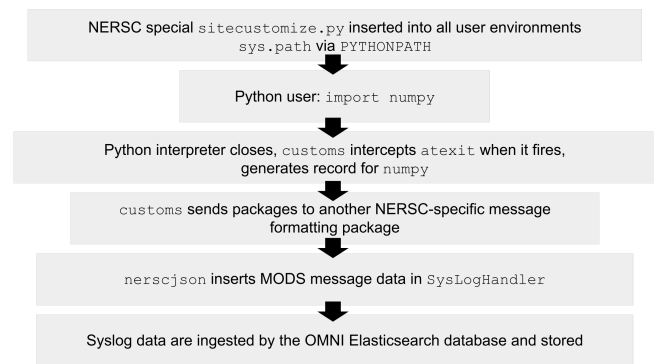 NERSC special sitecustomize.py inserted into all user environments
sys.path via PYTHONPATH
Python user: import numpy
Python interpreter closes, customs intercepts atexit when it fires,
generates record for numpy
customs sends packages to another NERSC-specific message
formatting package
nerscjson inserts MODS message data in SysLogHandler
Syslog data are ingested by the OMNI Elasticsearch database and stored